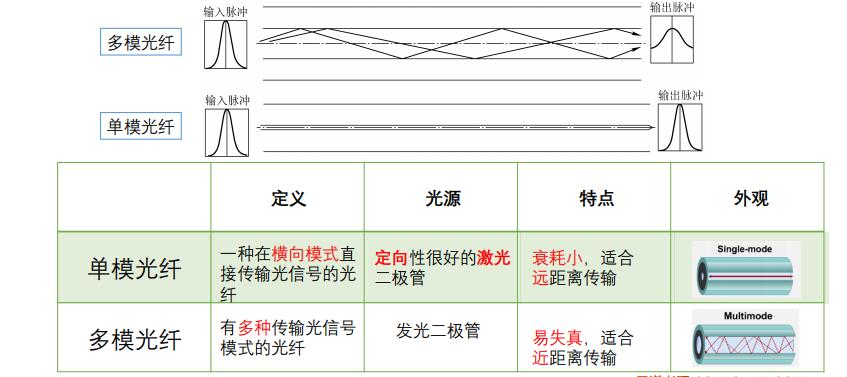 输入脉冲
输出脉冲
多模光纤
输入脉冲
输出脉冲
单模光纤
定义
光源
特点
外观
单模光纤
一种在横向模式直
接传输光信号的光
纤
定向性很好的激光
二极管
衰耗小，适合
远距离传输
Single-mode
多模光纤
有多种传输光信号
模式的光纤
发光二极管
易失真，适合
近距离传输
Multimode